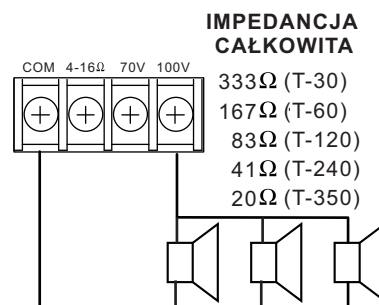 IMPEDANCJA
CAŁKOWITA
COM 4-16Ω 70V 100V
333Ω (T-30)
167Ω (T-60)
83Ω (T-120)
41Ω (T-240)
20Ω (T-350)